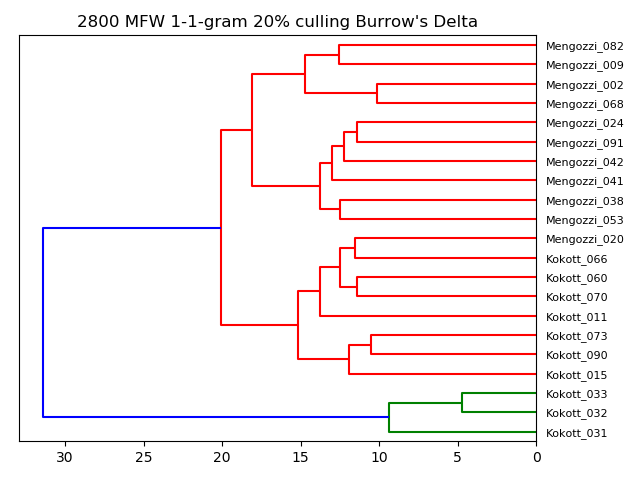 2800 MFW 1-1-gram 20% culling Burrow's Delta
Mengozzi_082
Mengozzi_009
Mengozzi_002
Mengozzi_068
Mengozzi_024
Mengozzi_091
Mengozzi_042
Mengozzi_041
Mengozzi_038
Mengozzi_053
Mengozzi_020
Kokott_066
Kokott_060
Kokott_070
Kokott_011
Kokott_073
Kokott_090
Kokott_015
Kokott_033
Kokott_032
Kokott_031
30 25 20 15 10 5 0